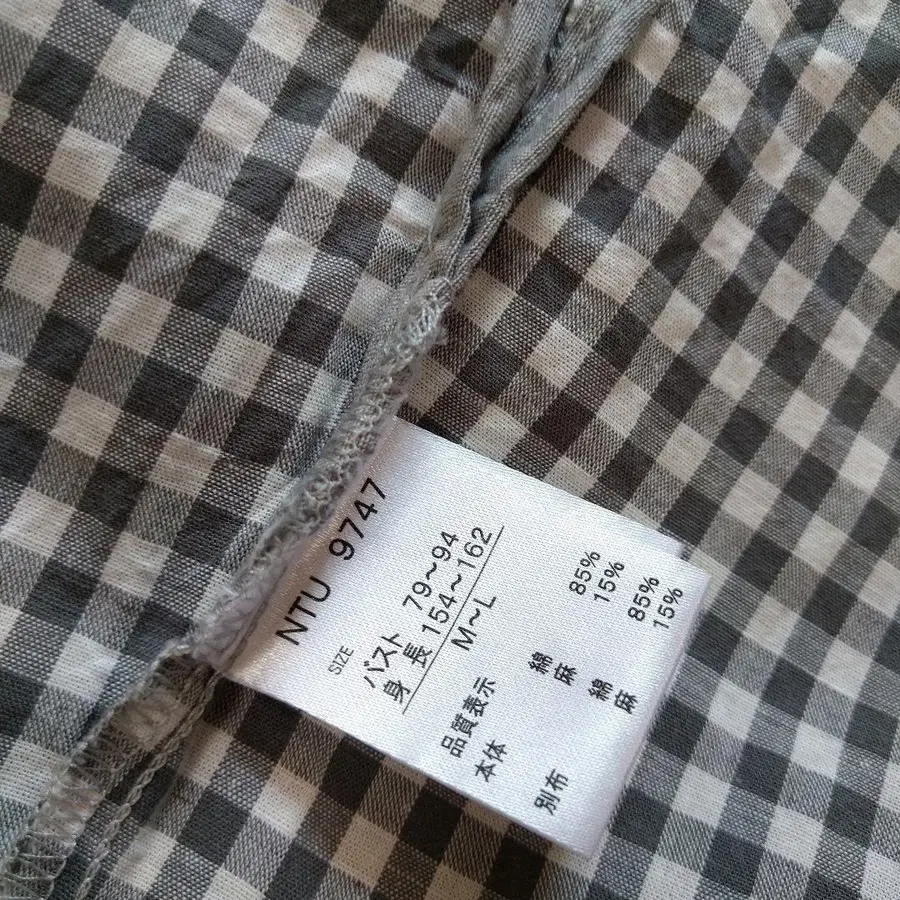 NTU 9747
SIZE
バスト 79～94
身長 154～162
M～L
品質表示
本体 綿 85%
麻 15%
別布 綿 85%
麻 15%